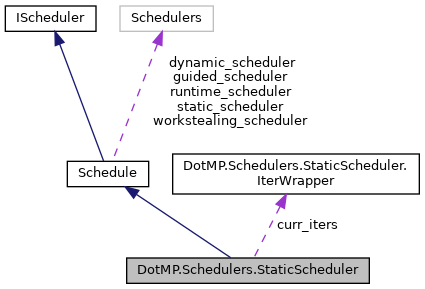 IScheduler
Schedulers
dynamic_scheduler
guided_scheduler
runtime_scheduler
static_scheduler
workstealing_scheduler
Schedule
DotMP.Schedulers.StaticScheduler.
IterWrapper
curr_iters
DotMP.Schedulers.StaticScheduler